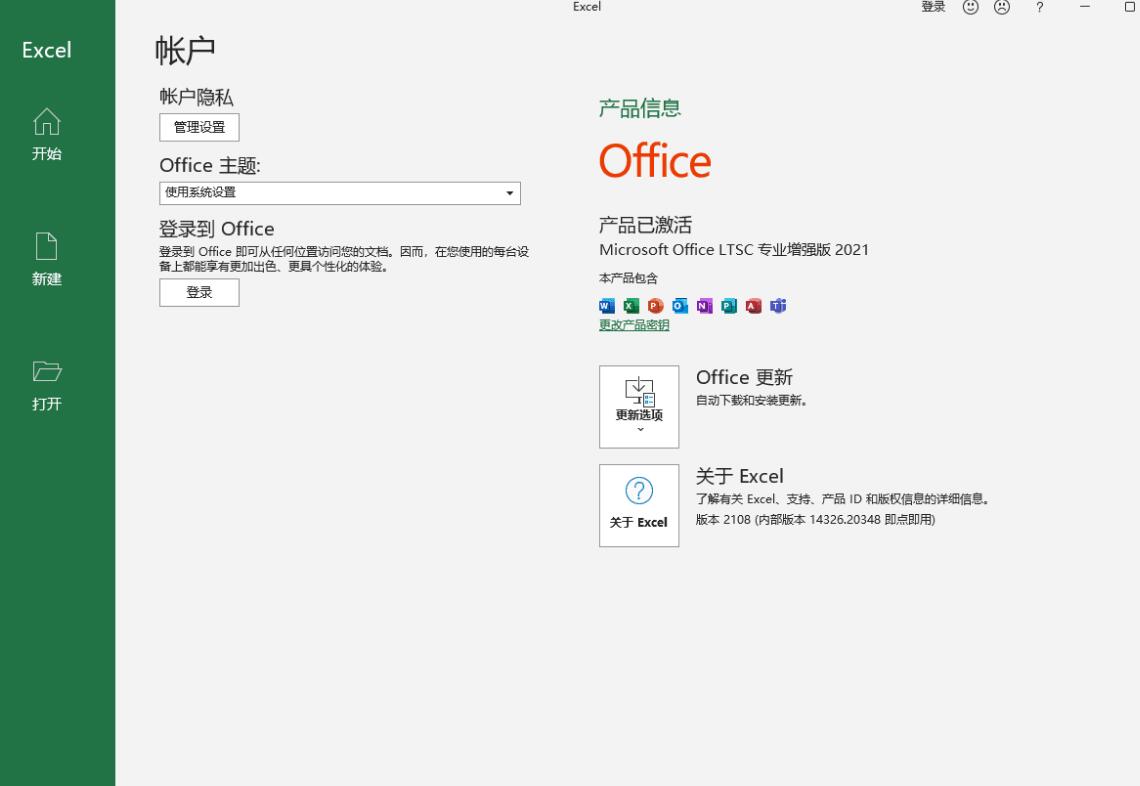 Excel
登录
?
Excel
开始
新建
打开
帐户
帐户隐私
管理设置
Office 主题:
使用系统设置
登录到 Office
登录到 Office 即可从任何位置访问您的文档。因而，在您使用的每台设
备上都能享有更加出色、更具个性化的体验。
登录
产品信息
Office
产品已激活
Microsoft Office LTSC 专业增强版 2021
本产品包含
W X P O N P A T
更改产品密钥
更新选项
Office 更新
自动下载和安装更新。
?
关于 Excel
关于 Excel
了解有关 Excel、支持、产品 ID 和版权信息的详细信息。
版本 2108 (内部版本 14326.20348 即点即用)